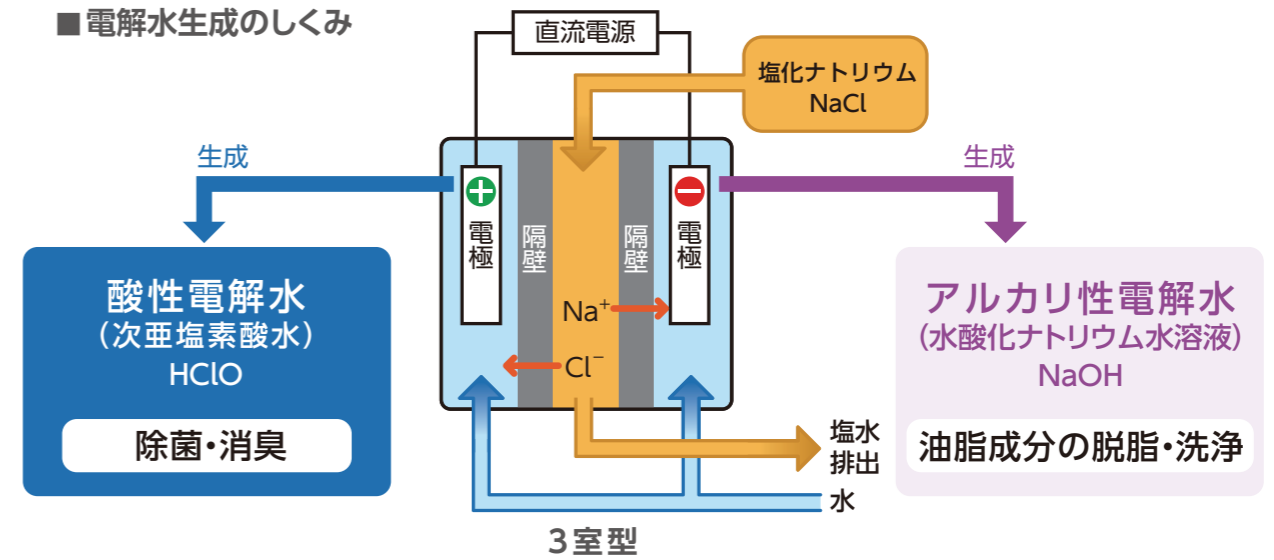 ■電解水生成のしくみ
直流電源
塩化ナトリウム
NaCl
生成
生成
+
電極
隔壁
隔壁
−
電極
酸性電解水
（次亜塩素酸水）
HClO
除菌・消臭
Na⁺
Cl⁻
アルカリ性電解水
（水酸化ナトリウム水溶液）
NaOH
油脂成分の脱脂・洗浄
塩水
排出
水
3室型